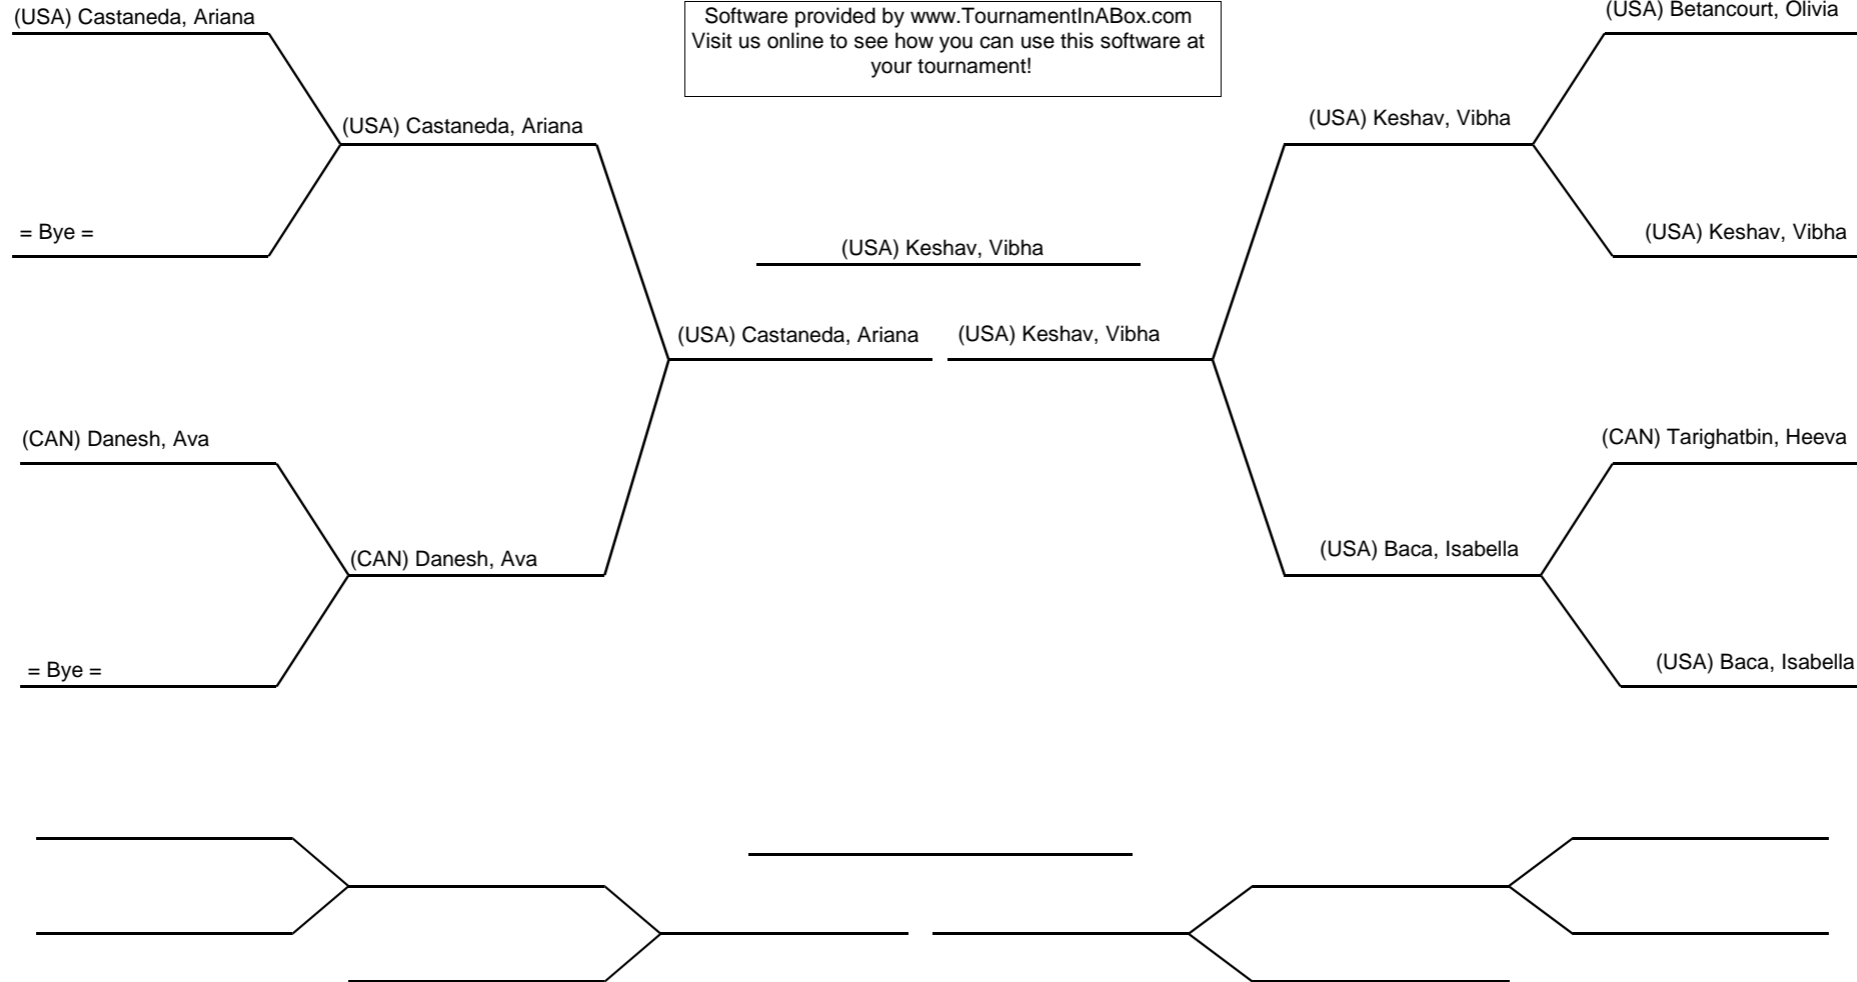 (USA) Castaneda, Ariana
Software provided by www.TournamentInABox.com
Visit us online to see how you can use this software at
your tournament!
(USA) Betancourt, Olivia
(USA) Castaneda, Ariana
(USA) Keshav, Vibha
= Bye =
(USA) Keshav, Vibha
(USA) Keshav, Vibha
(USA) Castaneda, Ariana
(USA) Keshav, Vibha
(CAN) Danesh, Ava
(CAN) Tarighatbin, Heeva
(CAN) Danesh, Ava
(USA) Baca, Isabella
= Bye =
(USA) Baca, Isabella